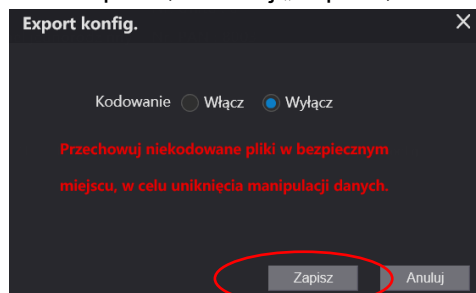 Export konfig.
Kodowanie Włącz Wyłącz
Przechowuj niekodowane pliki w bezpiecznym
miejscu, w celu uniknięcia manipulacji danych.
Zapisz Anuluj